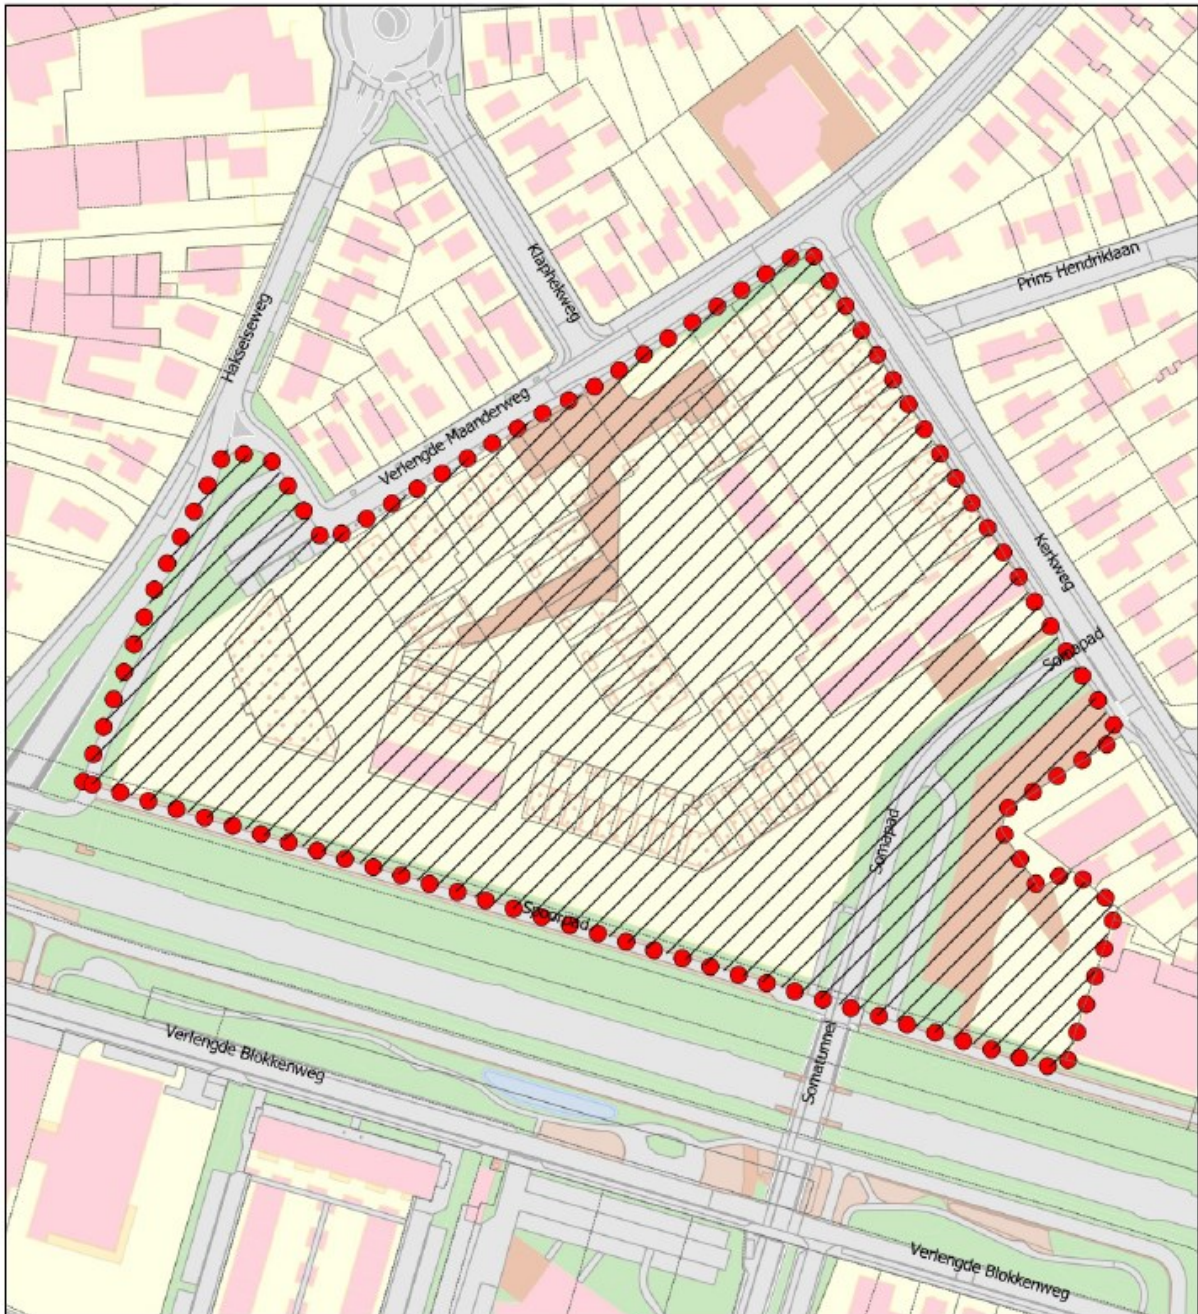 Klaphekweg
Prins Hendriklaan
Hakselseweg
Verlengde Maanderweg
Kerkweg
Somapad
Somapad
Spoorpad
Somatunnel
Verlengde Blokkenweg
Verlengde Blokkenweg